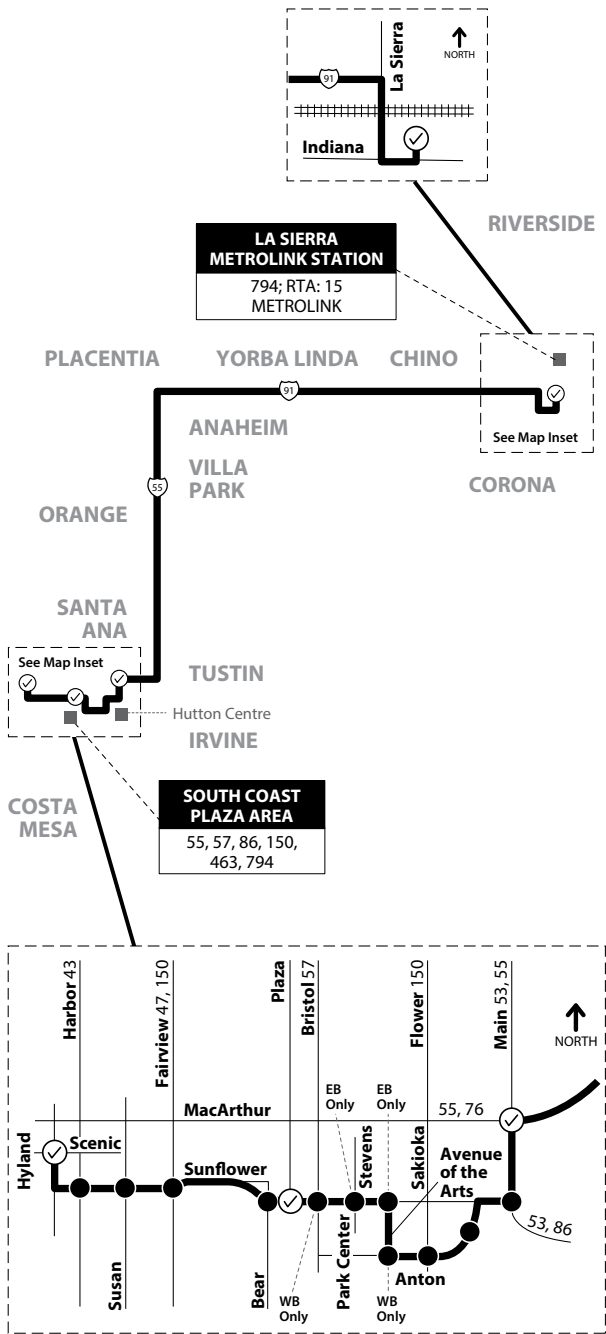 La Sierra
NORTH
91
Indiana
RIVERSIDE
LA SIERRA
METROLINK STATION
794; RTA: 15
METROLINK
PLACENTIA
YORBA LINDA
CHINO
91
ANAHEIM
See Map Inset
VILLA
PARK
55
CORONA
ORANGE
SANTA
ANA
See Map Inset
TUSTIN
Hutton Centre
IRVINE
COSTA
MESA
SOUTH COAST
PLAZA AREA
55, 57, 86, 150,
463, 794
Harbor 43
Fairview 47, 150
Plaza
Bristol 57
Flower 150
Main 53, 55
NORTH
EB
Only
EB
Only
MacArthur
55, 76
Hyland
Scenic
Sunflower
Stevens
Sakioka
Avenue
of the
Arts
53, 86
Susan
Bear
Park Center
Anton
WB
Only
WB
Only